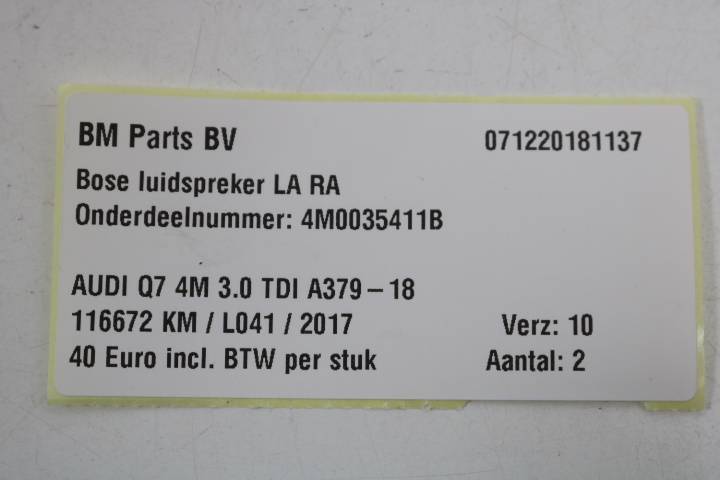 BM Parts BV 071220181137
Bose luidspreker LA RA
Onderdeelnummer: 4M0035411B
AUDI Q7 4M 3.0 TDI A379 – 18
116672 KM / L041 / 2017 Verz: 10
40 Euro incl. BTW per stuk Aantal: 2